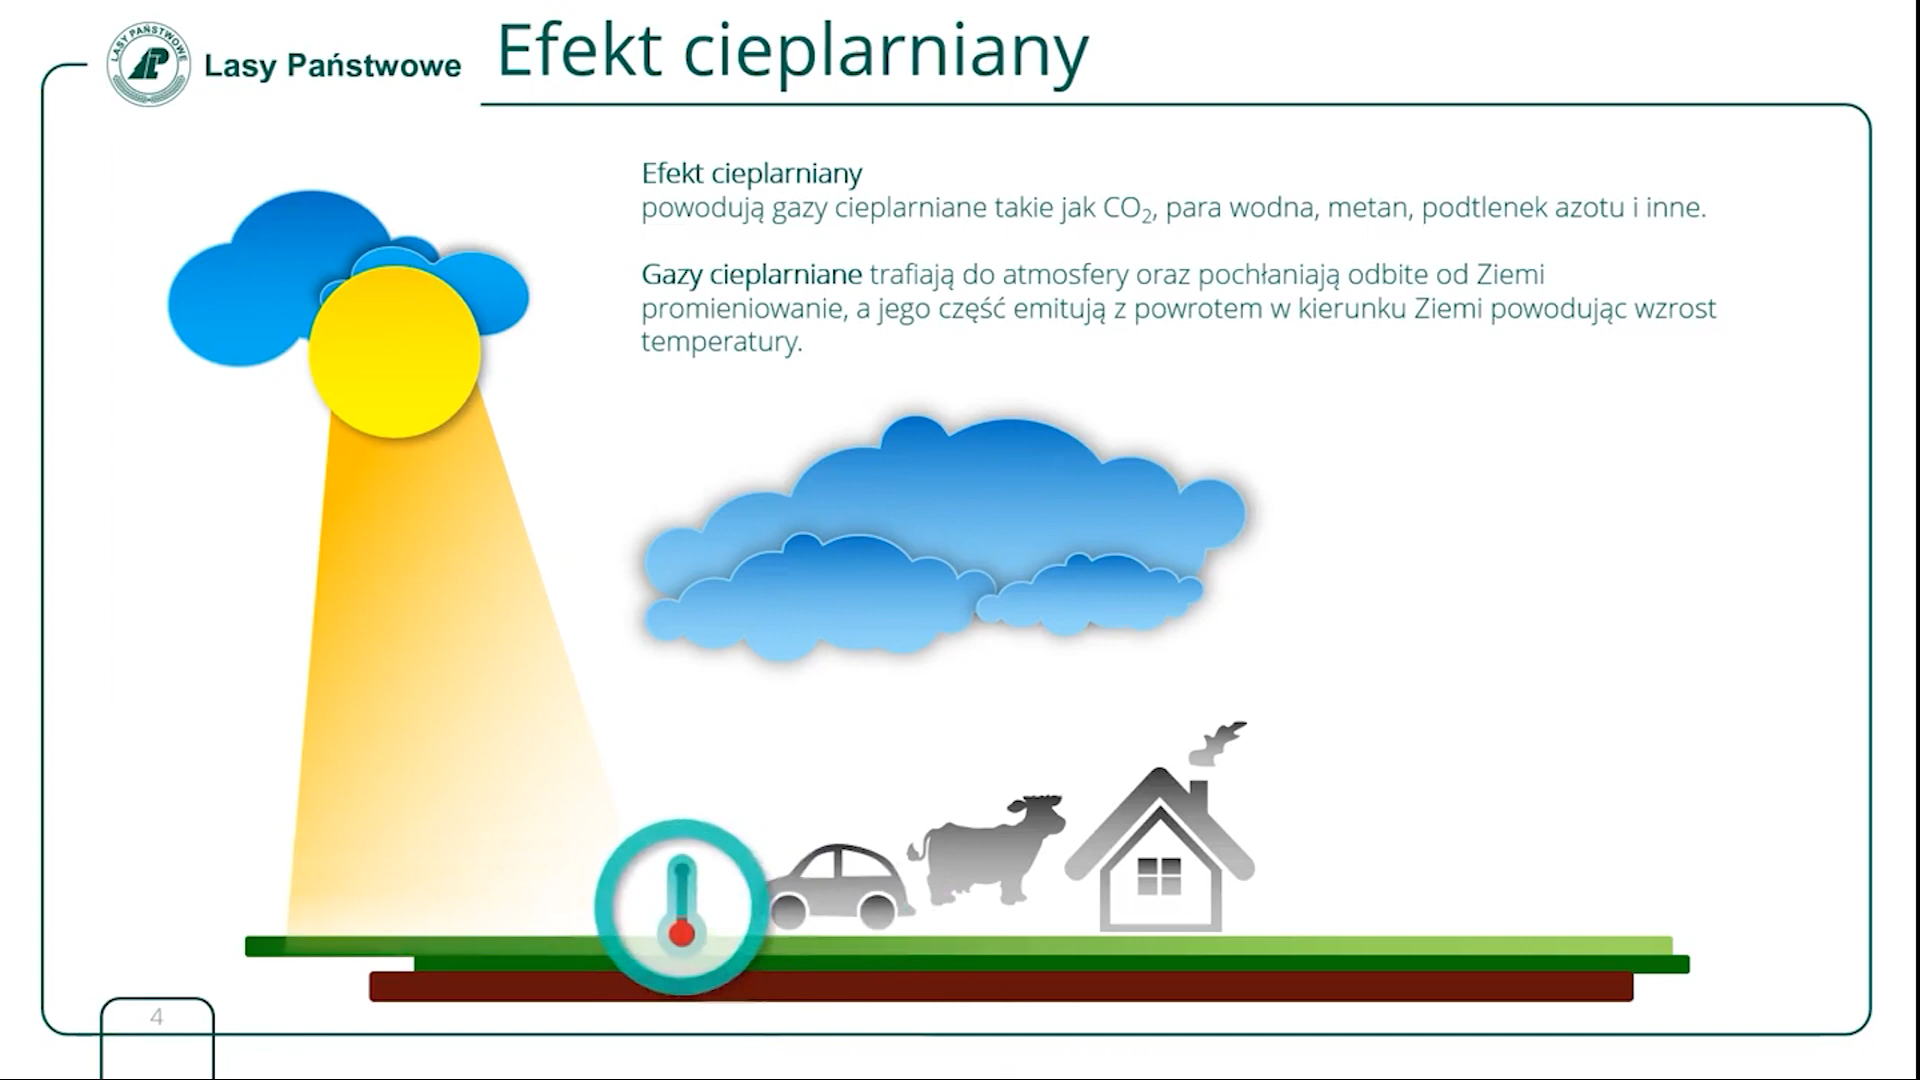 LASY PAŃSTWOWE
Lasy Państwowe
Efekt cieplarniany
Efekt cieplarniany
powodują gazy cieplarniane takie jak CO₂, para wodna, metan, podtlenek azotu i inne.
Gazy cieplarniane trafiają do atmosfery oraz pochłaniają odbite od Ziemi
promieniowanie, a jego część emitują z powrotem w kierunku Ziemi powodując wzrost
temperatury.
4